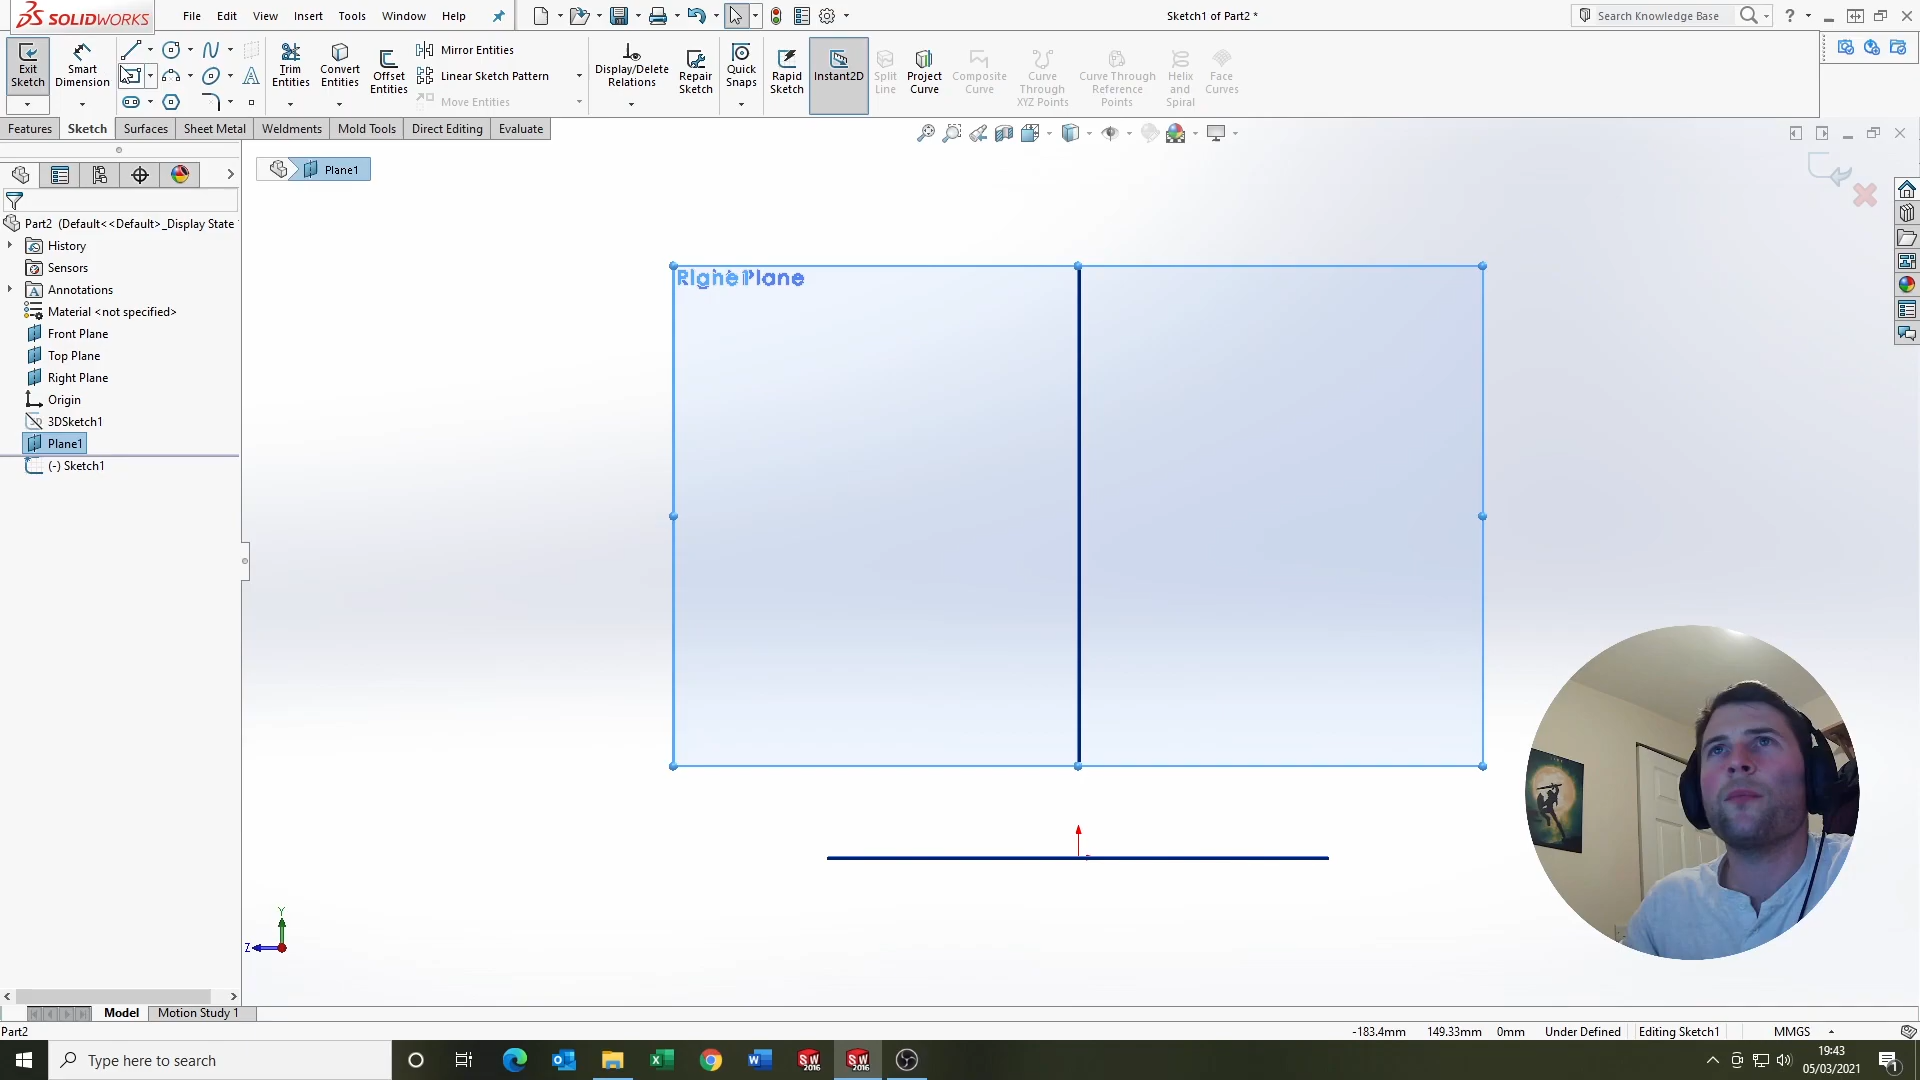 SOLIDWORKS
File Edit View Insert Tools Window Help
Sketch1 of Part2 *
Search Knowledge Base
?
Exit Sketch
Smart Dimension
Trim Entities
Convert Entities
Offset Entities
Mirror Entities
Linear Sketch Pattern
Move Entities
Display/Delete Relations
Repair Sketch
Quick Snaps
Rapid Sketch
Instant2D
Split Line
Project Curve
Composite Curve
Curve Through XYZ Points
Curve Through Reference Points
Helix and Spiral
Face Curves
Features Sketch Surfaces Sheet Metal Weldments Mold Tools Direct Editing Evaluate
Plane1
Part2 (Default<<Default>_Display State
History
Sensors
Annotations
Material <not specified>
Front Plane
Top Plane
Right Plane
Origin
3DSketch1
Plane1
(-) Sketch1
Y
Z
Model Motion Study 1
Part2
-183.4mm 149.33mm 0mm Under Defined Editing Sketch1 MMGS
Type here to search
SW 2016
SW 2016
19:43
05/03/2021
1